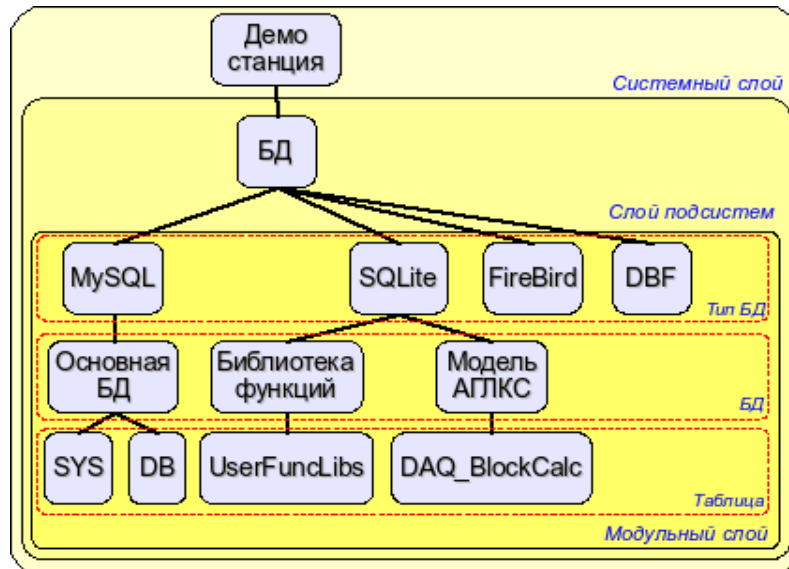 Демо
станция
Системный слой
БД
Слой подсистем
MySQL
SQLite
FireBird
DBF
Тип БД
Основная
БД
Библиотека
функций
Модель
АГЛКС
БД
SYS
DB
UserFuncLibs
DAQ_BlockCalc
Таблица
Модульный слой